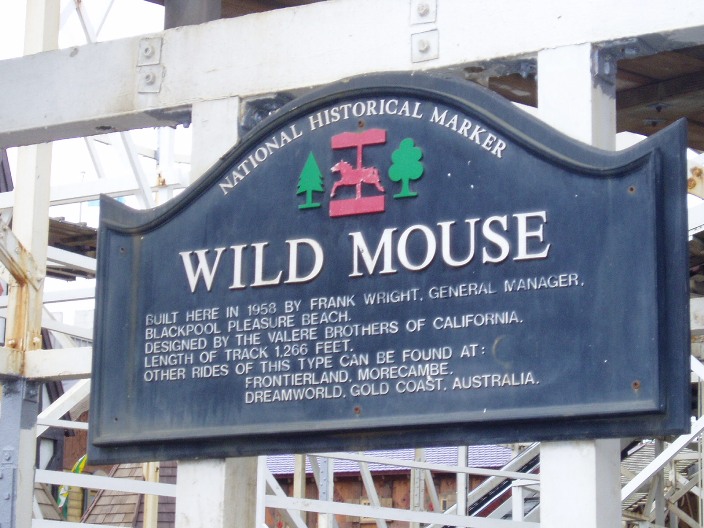 NATIONAL HISTORICAL MARKER
WILD MOUSE
BUILT HERE IN 1958 BY FRANK WRIGHT, GENERAL MANAGER,
BLACKPOOL PLEASURE BEACH.
DESIGNED BY THE VALERE BROTHERS OF CALIFORNIA.
LENGTH OF TRACK 1,266 FEET.
OTHER RIDES OF THIS TYPE CAN BE FOUND AT:
FRONTIERLAND, MORECAMBE.
DREAMWORLD, GOLD COAST, AUSTRALIA.